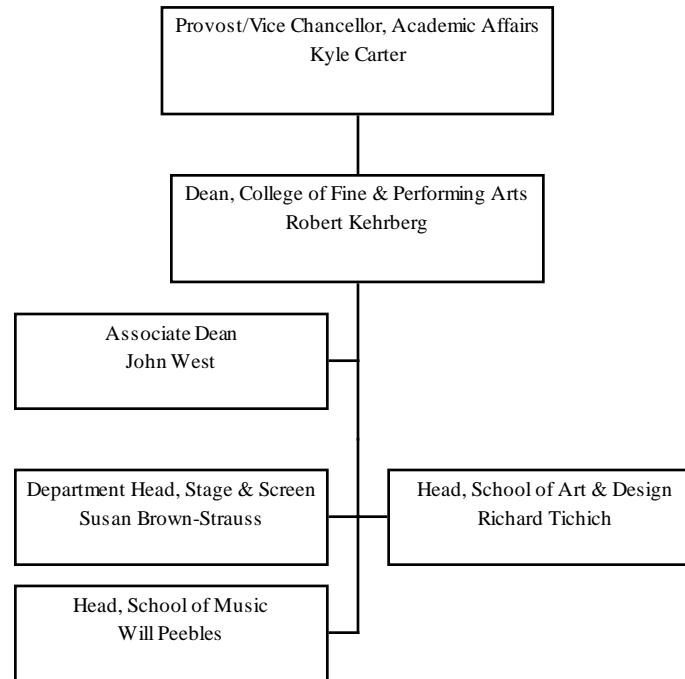 Provost/Vice Chancellor, Academic Affairs
Kyle Carter
Dean, College of Fine & Performing Arts
Robert Kehrberg
Associate Dean
John West
Department Head, Stage & Screen
Susan Brown-Strauss
Head, School of Art & Design
Richard Tichich
Head, School of Music
Will Peebles